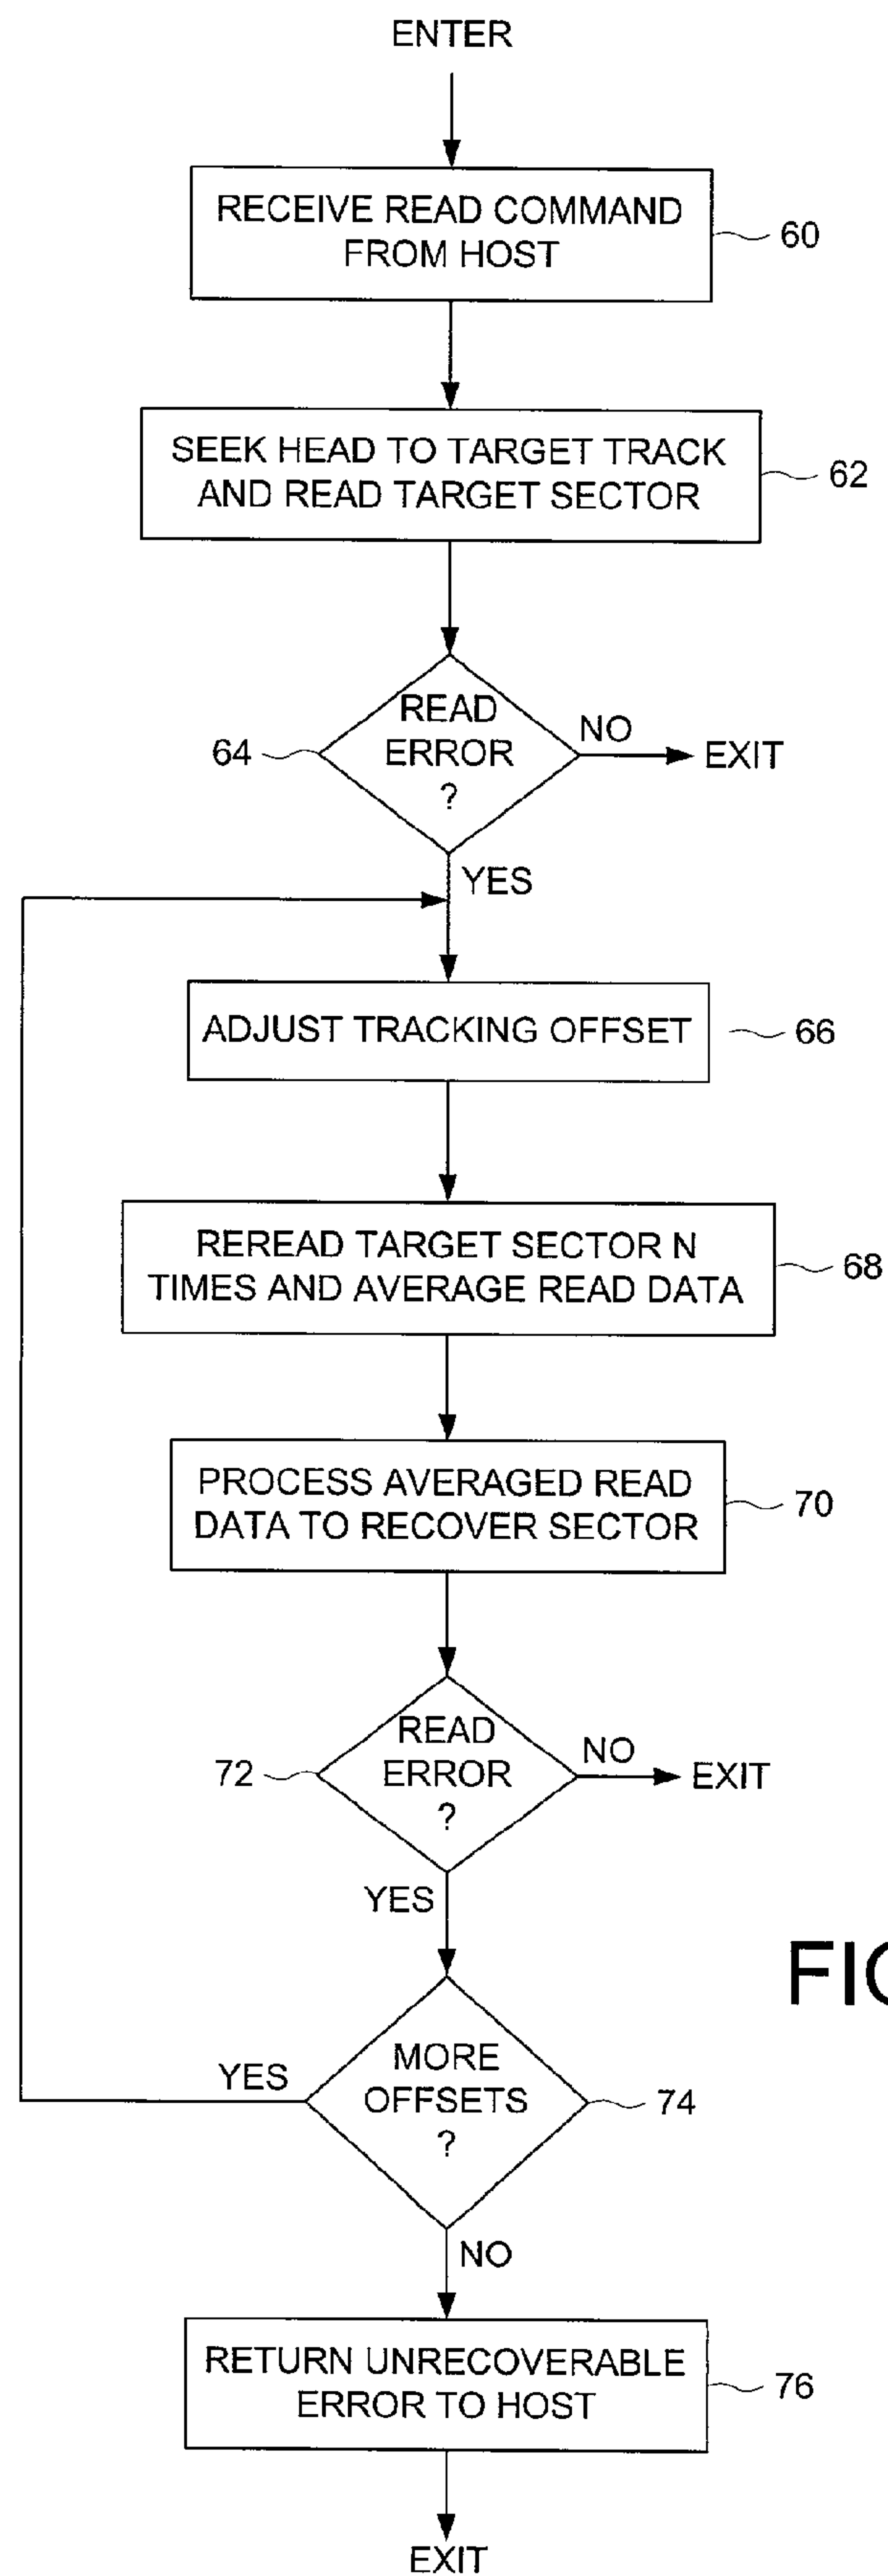 ENTER
RECEIVE READ COMMAND
FROM HOST
60
SEEK HEAD TO TARGET TRACK
AND READ TARGET SECTOR
62
READ
ERROR
?
64
NO
EXIT
YES
ADJUST TRACKING OFFSET
66
REREAD TARGET SECTOR N
TIMES AND AVERAGE READ DATA
68
PROCESS AVERAGED READ
DATA TO RECOVER SECTOR
70
READ
ERROR
?
72
NO
EXIT
YES
MORE
OFFSETS
?
YES
74
NO
RETURN UNRECOVERABLE
ERROR TO HOST
76
EXIT